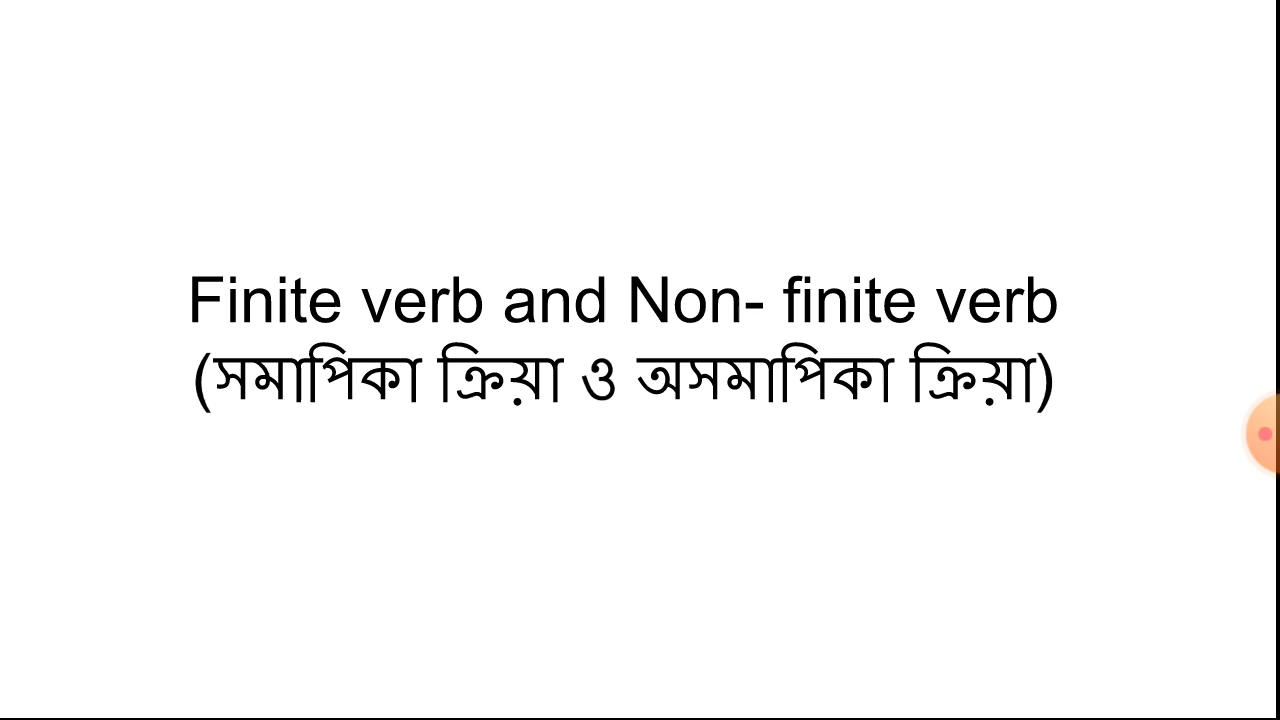 Finite verb and Non- finite verb
(সমাপিকা ক্রিয়া ও অসমাপিকা ক্রিয়া)